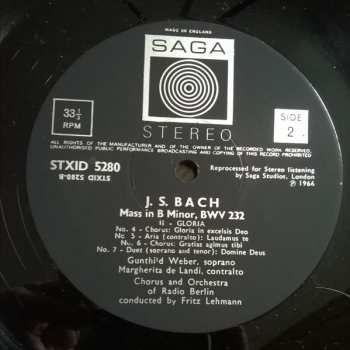 MADE IN ENGLAND
SAGA
33⅓
RPM
STEREO
SIDE
2
ALL RIGHTS OF THE MANUFACTURER AND OF THE OWNER OF THE RECORDED WORK RESERVED.
UNAUTHORISED PUBLIC PERFORMANCE BROADCASTING AND COPYING OF THIS RECORD PROHIBITED
STXID 5280
STXID 5280-B
Reprocessed for Stereo listening
by Saga Studios, London
℗ 1964
J. S. BACH
Mass in B Minor, BWV 232
II - GLORIA
No. 4 - Chorus: Gloria in excelsis Deo
No. 5 - Aria (contralto): Laudamus te
No. 6 - Chorus: Gratias agimus tibi
No. 7 - Duet (soprano and tenor): Domine Deus
Gunthild Weber, soprano
Margherita de Landi, contralto
Chorus and Orchestra
of Radio Berlin
conducted by Fritz Lehmann